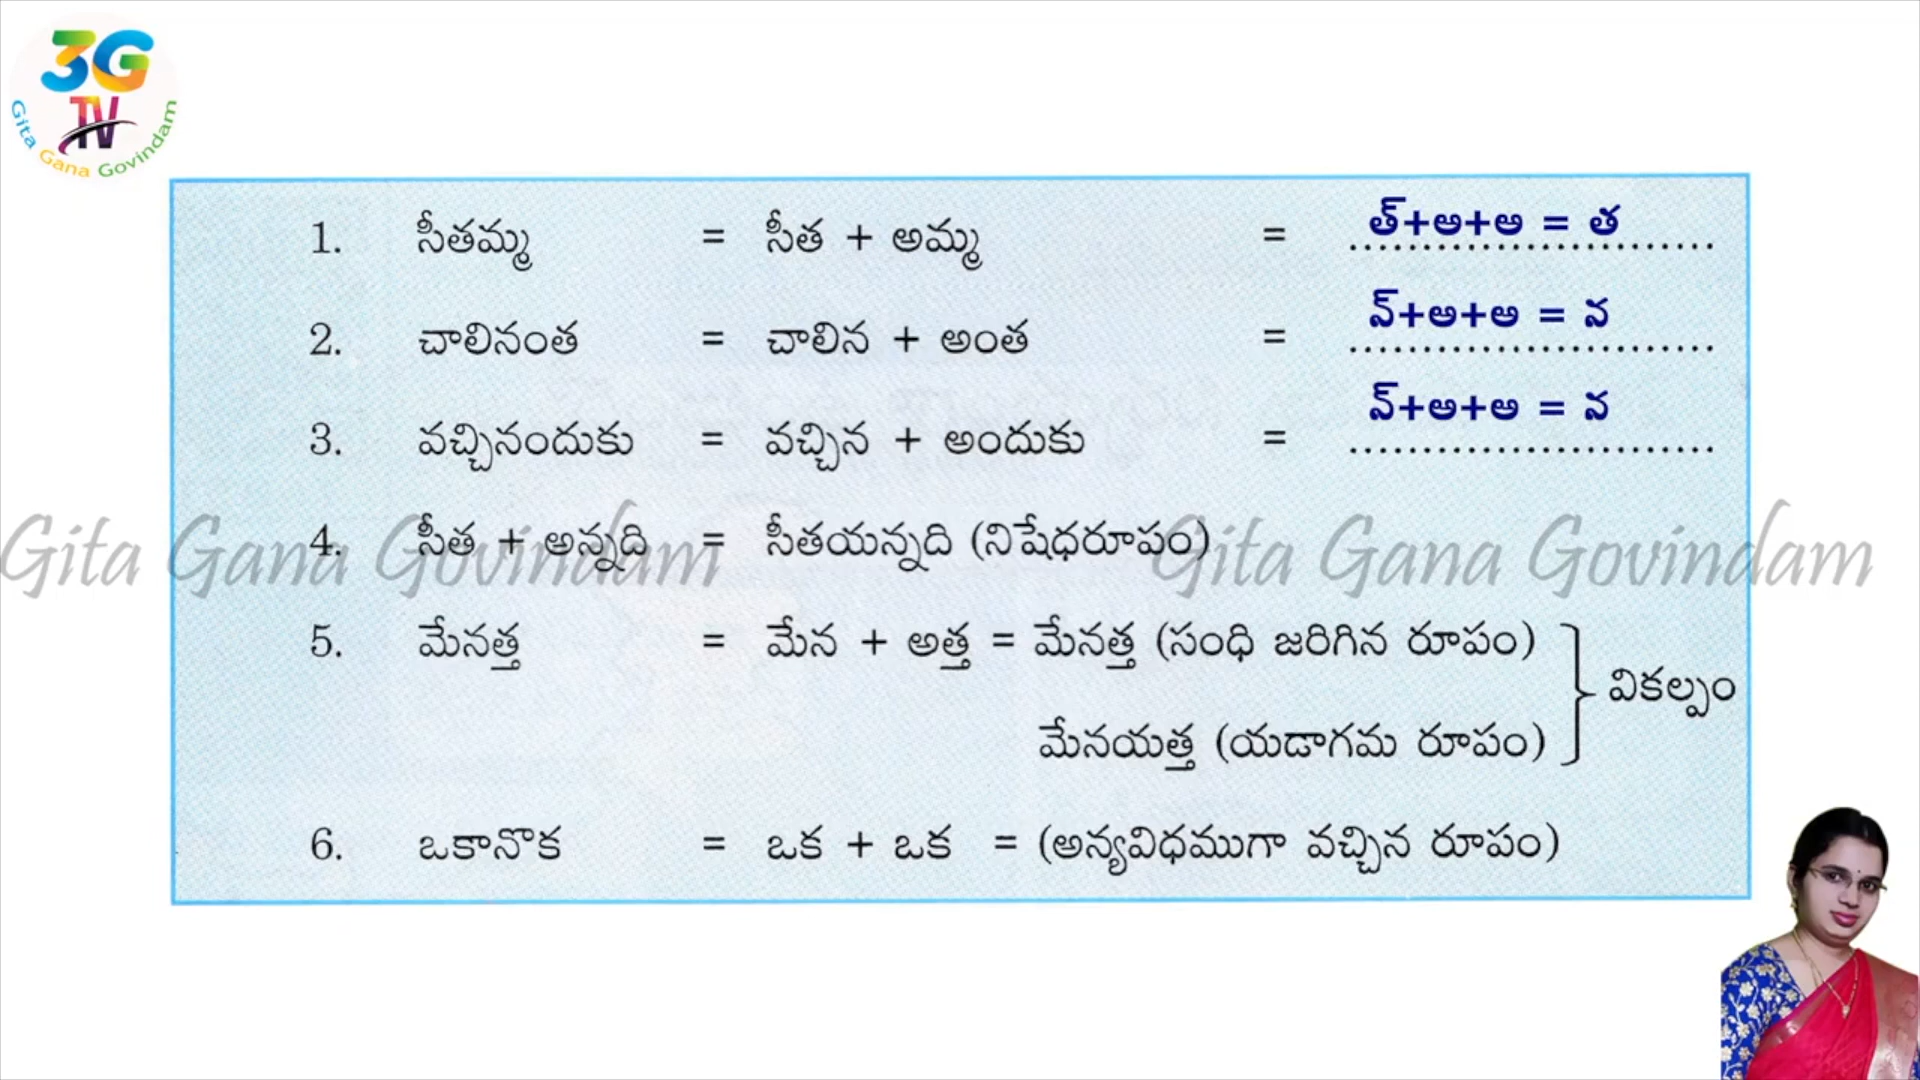 3G
TV
Gita Gana Govindam
1. సీతమ్మ = సీత + అమ్మ = త్+అ+అ = త
2. చాలినంత = చాలిన + అంత = న్+అ+అ = న
3. వచ్చినందుకు = వచ్చిన + అందుకు = న్+అ+అ = న
4. సీత + అన్నది = సీతయన్నది (నిషేధరూపం)
Gita Gana Govindam Gita Gana Govindam
5. మేనత్త = మేన + అత్త = మేనత్త (సంధి జరిగిన రూపం)
వికల్పం
మేనయత్త (యడాగమ రూపం)
6. ఒకానొక = ఒక + ఒక = (అన్యవిధముగా వచ్చిన రూపం)